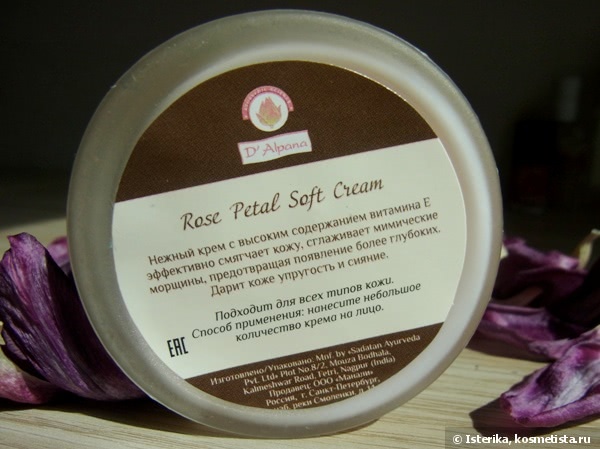 D'Alpana
Rose Petal Soft Cream
Нежный крем с высоким содержанием витамина Е
эффективно смягчает кожу, сглаживает мимические
морщины, предотвращая появление более глубоких.
Дарит коже упругость и сияние.
Подходит для всех типов кожи.
Способ применения: нанесите небольшое
количество крема на лицо.
EAC
Изготовлено/Упаковано: Mnf. by «Sadatan Ayurveda
Pvt. Ltd» Plot No.8/2, Mouza Bodhala,
Kalmeshwar Road, Fetri, Nagpur (India)
Продавец ООО
Россия, г. Санкт-Петербург,
наб. реки Смоленки, д.
© Isterika, kosmetista.ru